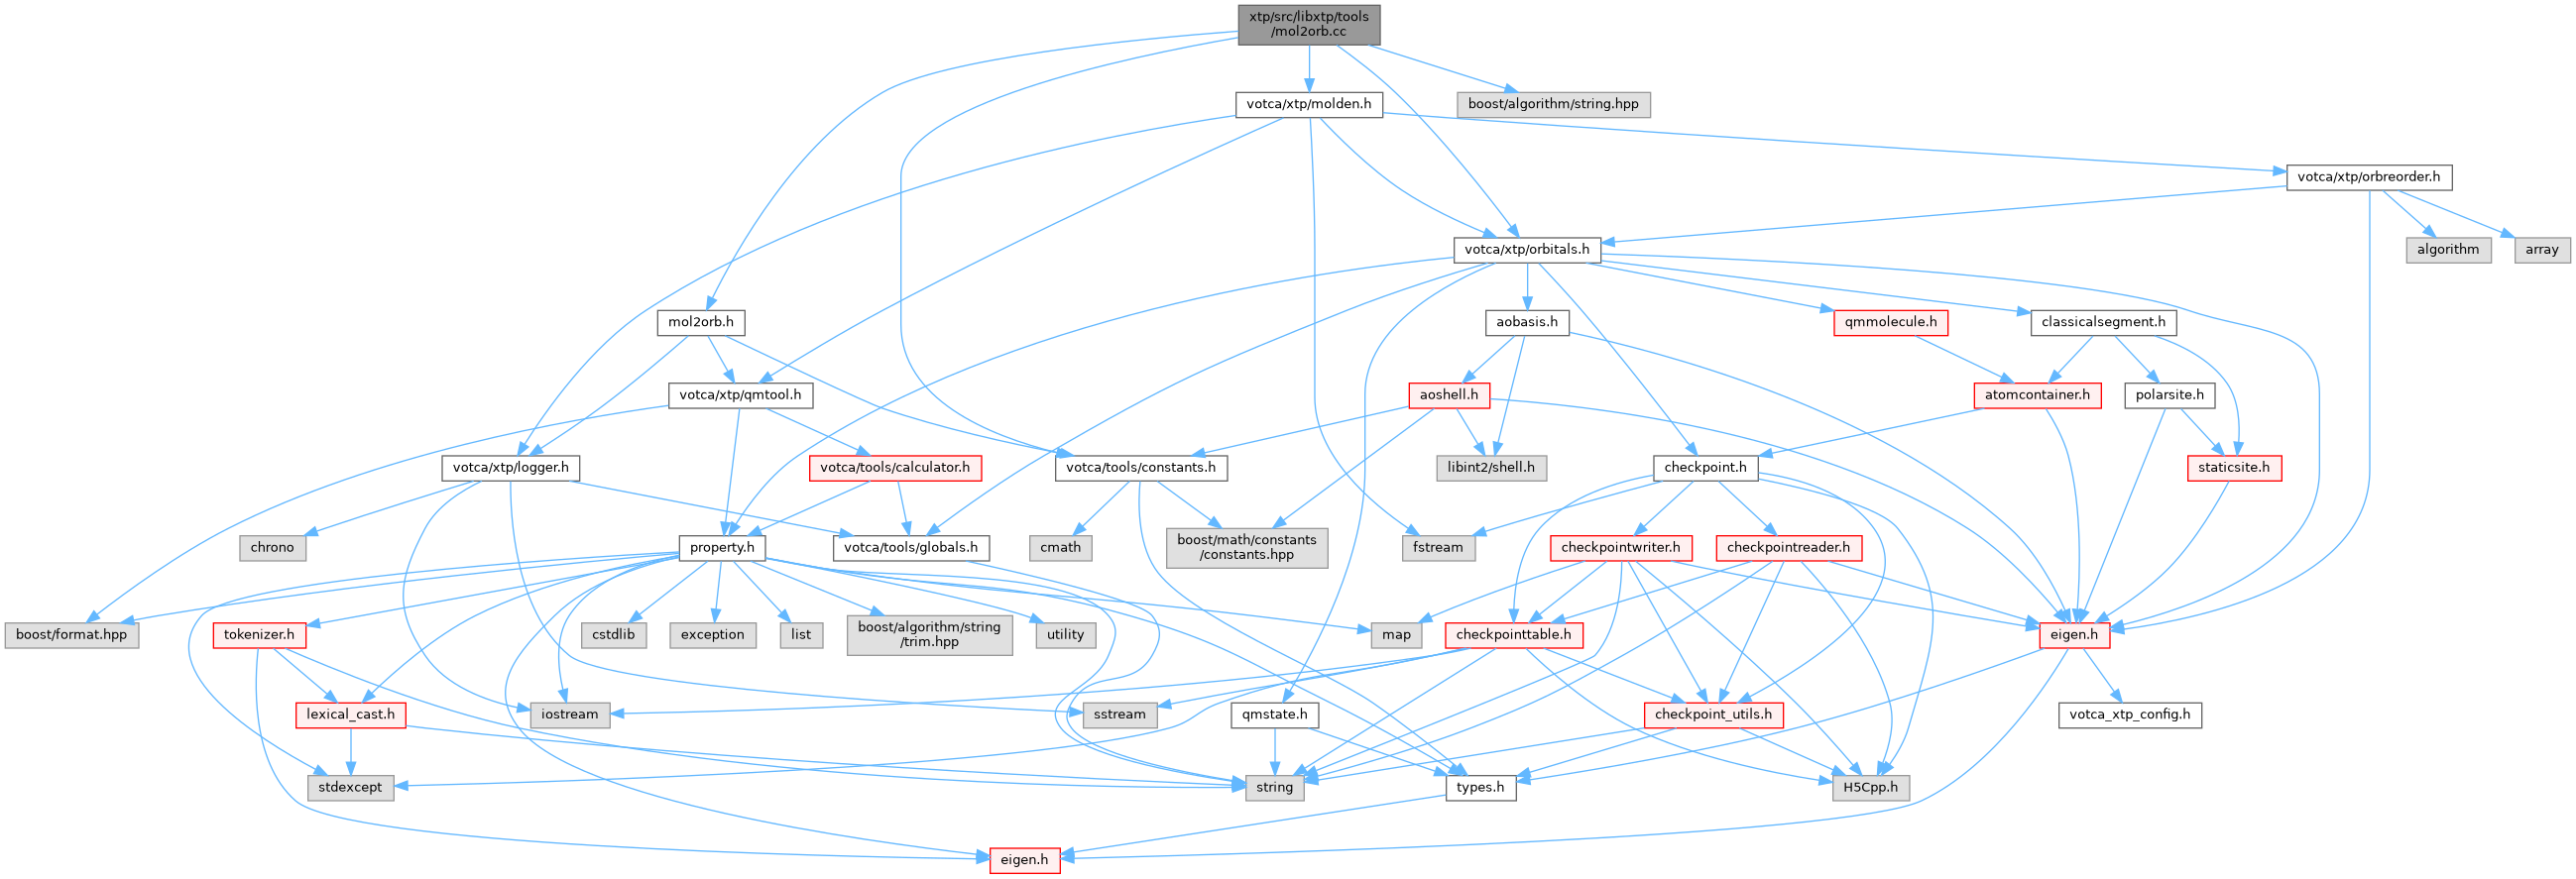 xtp/src/libxtp/tools
/mol2orb.cc
votca/xtp/molden.h
boost/algorithm/string.hpp
votca/xtp/orbreorder.h
votca/xtp/orbitals.h
algorithm
array
mol2orb.h
aobasis.h
qmmolecule.h
classicalsegment.h
votca/xtp/qmtool.h
aoshell.h
atomcontainer.h
polarsite.h
votca/xtp/logger.h
votca/tools/calculator.h
votca/tools/constants.h
libint2/shell.h
checkpoint.h
staticsite.h
chrono
property.h
votca/tools/globals.h
cmath
boost/math/constants
/constants.hpp
fstream
checkpointwriter.h
checkpointreader.h
boost/format.hpp
tokenizer.h
cstdlib
exception
list
boost/algorithm/string
/trim.hpp
utility
map
checkpointtable.h
eigen.h
lexical_cast.h
iostream
sstream
qmstate.h
checkpoint_utils.h
votca_xtp_config.h
stdexcept
string
types.h
H5Cpp.h
eigen.h